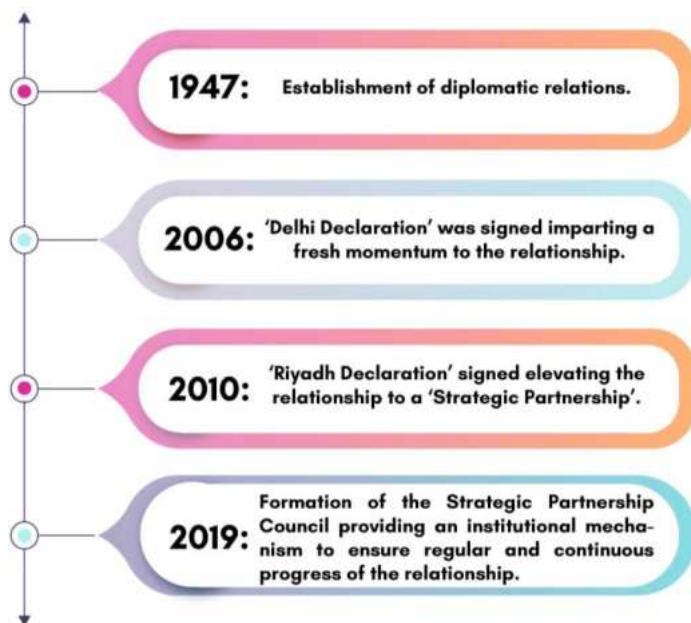 1947: Establishment of diplomatic relations.
2006: ‘Delhi Declaration’ was signed imparting a
fresh momentum to the relationship.
2010: ‘Riyadh Declaration’ signed elevating the
relationship to a ‘Strategic Partnership’.
2019: Formation of the Strategic Partnership
Council providing an institutional mecha-
nism to ensure regular and continuous
progress of the relationship.